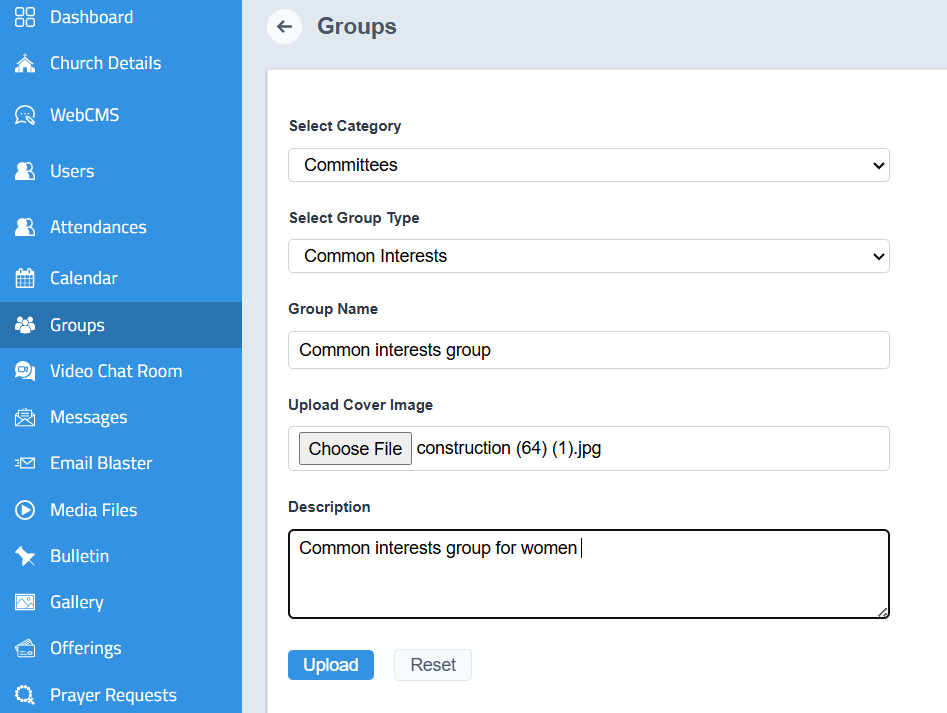 Dashboard
Church Details
WebCMS
Users
Attendances
Calendar
Groups
Video Chat Room
Messages
Email Blaster
Media Files
Bulletin
Gallery
Offerings
Prayer Requests
Groups
Select Category
Committees
Select Group Type
Common Interests
Group Name
Common interests group
Upload Cover Image
Choose File construction (64) (1).jpg
Description
Common interests group for women
Upload Reset